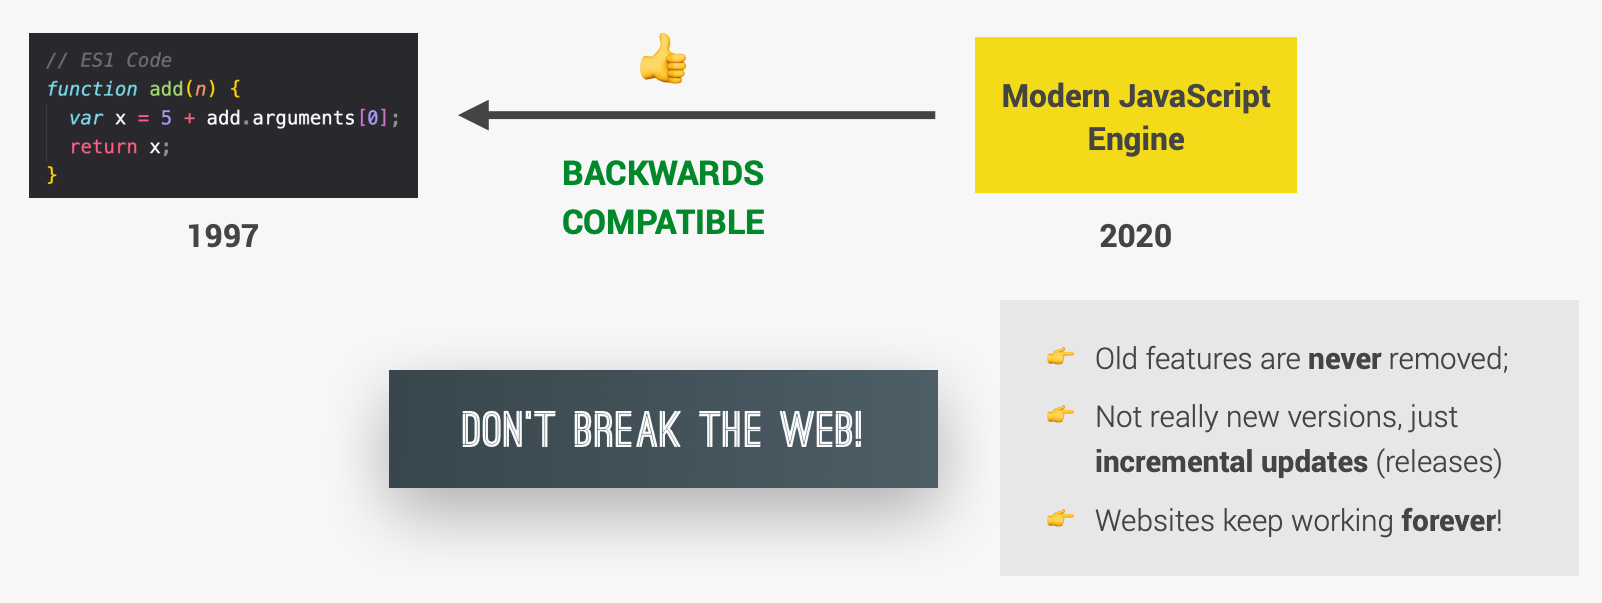 // ES1 Code
function add(n) {
var x = 5 + add.arguments[0];
return x;
}
1997
BACKWARDS
COMPATIBLE
Modern JavaScript
Engine
2020
DON'T BREAK THE WEB!
Old features are never removed;
Not really new versions, just
incremental updates (releases)
Websites keep working forever!